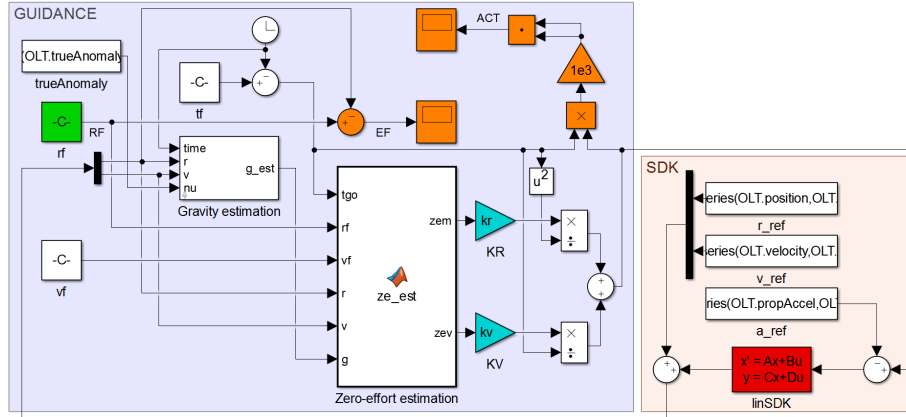 GUIDANCE
ACT
(OLT.trueAnomaly
trueAnomaly
-C-
tf
+
−
1e3
-C-
RF
rf
+
−
EF
×
time
r
v
nu
g_est
Gravity estimation
u²
SDK
tgo
rf
vf
r
v
g
zem
zev
ze_est
Zero-effort estimation
kr
KR
×
÷
-C-
vf
+
+
kv
KV
×
÷
eries(OLT.position,OLT.
r_ref
eries(OLT.velocity,OLT.
v_ref
ries(OLT.propAccel,OL
a_ref
x' = Ax+Bu
y = Cx+Du
linSDK
+
+
−
+